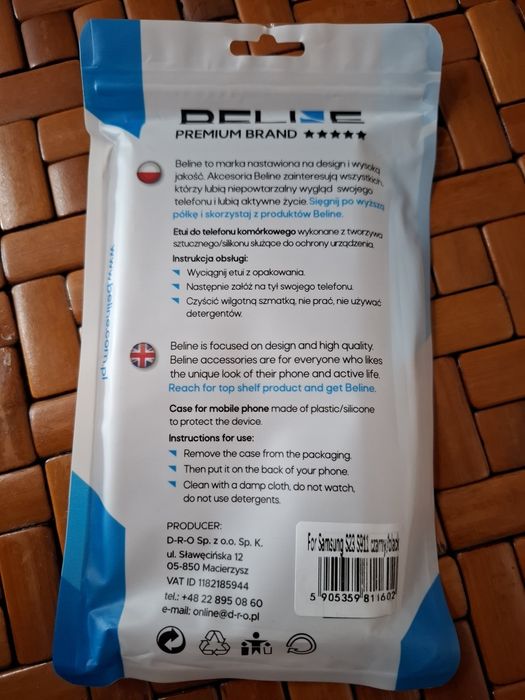 BELINE
PREMIUM BRAND ★★★★★
Beline to marka nastawiona na design i wysoką
jakość. Akcesoria Beline zainteresują wszystkich,
którzy lubią niepowtarzalny wygląd swojego
telefonu i lubią aktywne życie. Sięgnij po wyższą
półkę i skorzystaj z produktów Beline.
Etui do telefonu komórkowego wykonane z tworzywa
sztucznego/silikonu służące do ochrony urządzenia.
Instrukcja obsługi:
Wyciągnij etui z opakowania.
Następnie załóż na tył swojego telefonu.
Czyścić wilgotną szmatką, nie prać, nie używać
detergentów.
www.beline.com.pl
Beline is focused on design and high quality.
Beline accessories are for everyone who likes
the unique look of their phone and active life.
Reach for top shelf product and get Beline.
Case for mobile phone made of plastic/silicone
to protect the device.
Instructions for use:
Remove the case from the packaging.
Then put it on the back of your phone.
Clean with a damp cloth, do not watch,
do not use detergents.
PRODUCER:
D-R-O Sp. z o.o. Sp. K.
ul. Sławęcińska 12
05-850 Macierzysz
VAT ID 1182185944
tel.: +48 22 895 08 60
e-mail: online@d-r-o.pl
For Samsung S23 S911 czarny/black
5 905359 811602